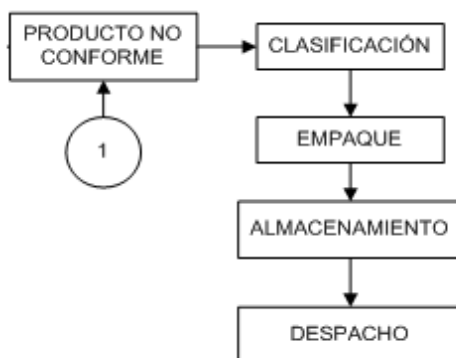 PRODUCTO NO
CONFORME
CLASIFICACIÓN
1
EMPAQUE
ALMACENAMIENTO
DESPACHO